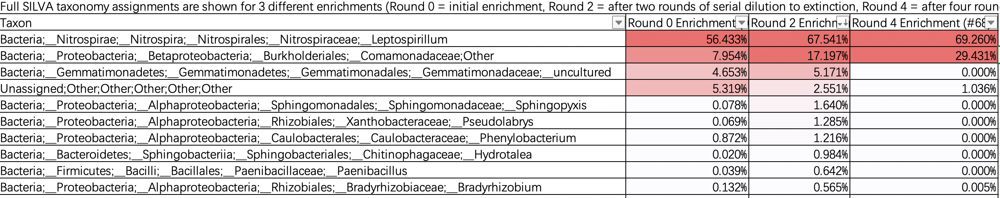 Full SILVA taxonomy assignments are shown for 3 different enrichments (Round 0 = initial enrichment, Round 2 = after two rounds of serial dilution to extinction, Round 4 = after four
Taxon Round 0 Enrichment Round 2 Round 4 Enrichment
Bacteria;__Nitrospirae;__Nitrospira;__Nitrospirales;__Nitrospiraceae;__Leptospirillum 56.433% 67.541% 69.260%
Bacteria;__Proteobacteria;__Betaproteobacteria;__Burkholderiales;__Comamonadaceae;Other 7.954% 17.197% 29.431%
Bacteria;__Gemmatimonadetes;__Gemmatimonadetes;__Gemmatimonadales;__Gemmatimonadaceae;__uncultured 4.653% 5.171% 0.000%
Unassigned;Other;Other;Other;Other;Other 5.319% 2.551% 1.036%
Bacteria;__Proteobacteria;__Alphaproteobacteria;__Sphingomonadales;__Sphingomonadaceae;__Sphingopyxis 0.078% 1.640% 0.000%
Bacteria;__Proteobacteria;__Alphaproteobacteria;__Rhizobiales;__Xanthobacteraceae;__Pseudolabrys 0.069% 1.285% 0.000%
Bacteria;__Proteobacteria;__Alphaproteobacteria;__Caulobacterales;__Caulobacteraceae;__Phenylobacterium 0.872% 1.216% 0.000%
Bacteria;__Bacteroidetes;__Sphingobacteriia;__Sphingobacteriales;__Chitinophagaceae;__Hydrotalea 0.020% 0.984% 0.000%
Bacteria;__Firmicutes;__Bacilli;__Bacillales;__Paenibacillaceae;__Paenibacillus 0.039% 0.642% 0.000%
Bacteria;__Proteobacteria;__Alphaproteobacteria;__Rhizobiales;__Bradyrhizobiaceae;__Bradyrhizobium 0.132% 0.565% 0.005%